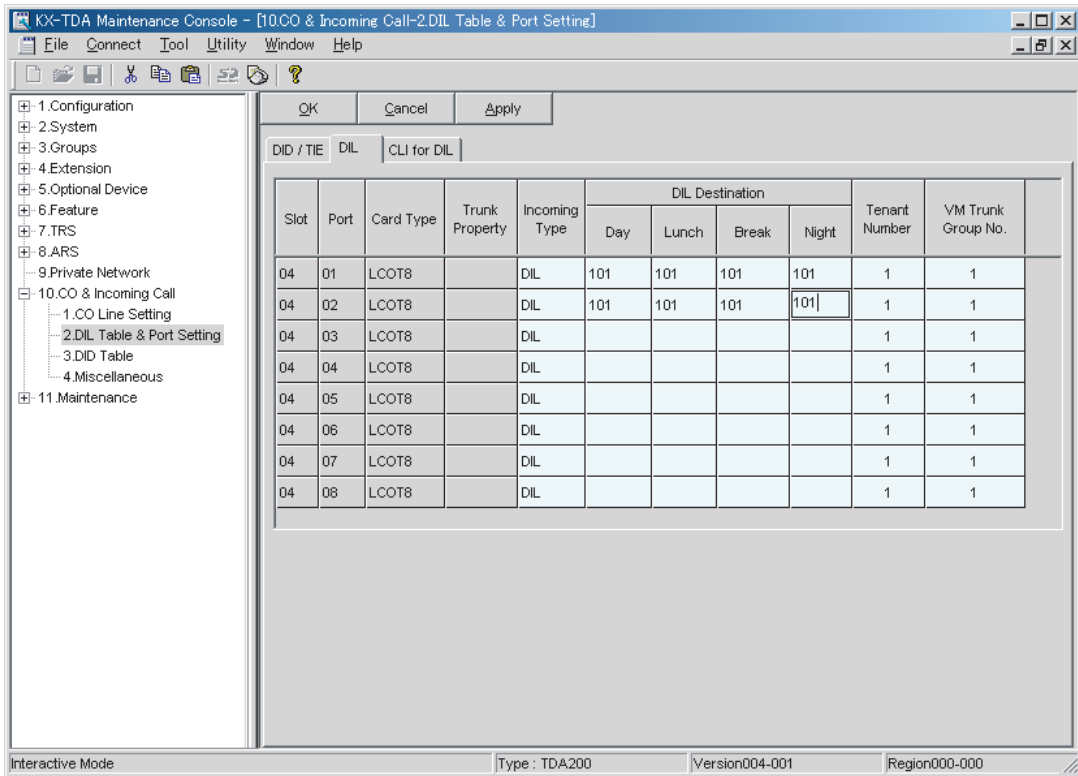 KX-TDA Maintenance Console - [10.CO & Incoming Call-2.DIL Table & Port Setting]
File Connect Tool Utility Window Help
1.Configuration
2.System
3.Groups
4.Extension
5.Optional Device
6.Feature
7.TRS
8.ARS
9.Private Network
10.CO & Incoming Call
1.CO Line Setting
2.DIL Table & Port Setting
3.DID Table
4.Miscellaneous
11.Maintenance
OK Cancel Apply
DID / TIE DIL CLI for DIL
Slot Port Card Type Trunk Property Incoming Type DIL Destination Tenant Number VM Trunk Group No.
Day Lunch Break Night
04 01 LCOT8 DIL 101 101 101 101 1 1
04 02 LCOT8 DIL 101 101 101 101 1 1
04 03 LCOT8 DIL 1 1
04 04 LCOT8 DIL 1 1
04 05 LCOT8 DIL 1 1
04 06 LCOT8 DIL 1 1
04 07 LCOT8 DIL 1 1
04 08 LCOT8 DIL 1 1
Interactive Mode Type : TDA200 Version004-001 Region000-000